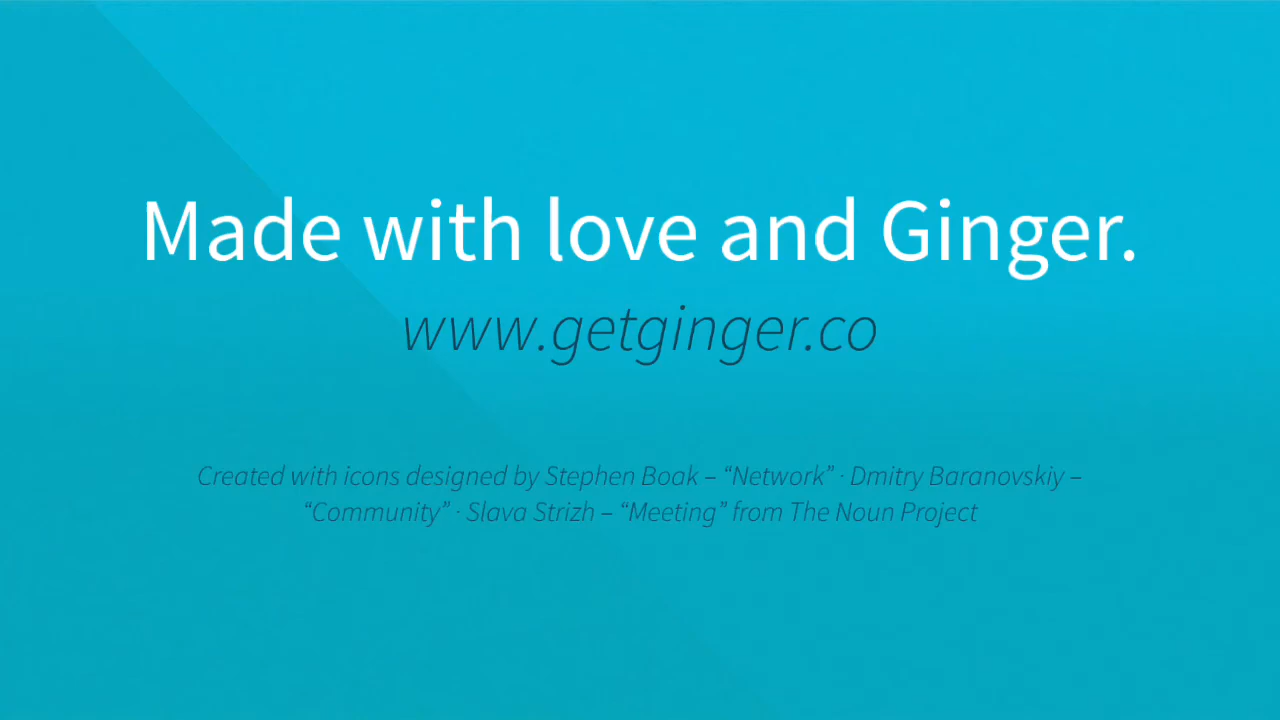 Made with love and Ginger.
www.getginger.co
Created with icons designed by Stephen Boak – “Network” · Dmitry Baranovskiy –
“Community” · Slava Strizh – “Meeting” from The Noun Project